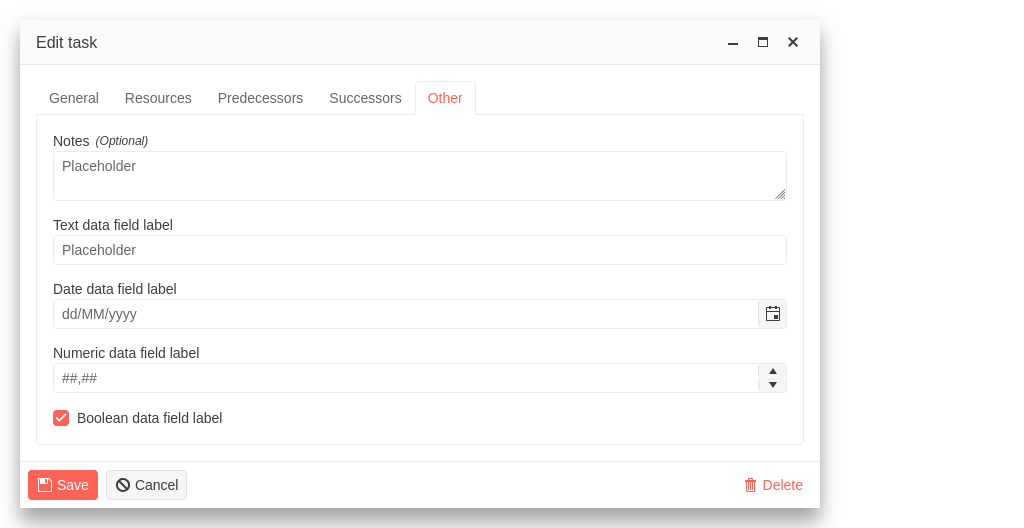 Edit task
General Resources Predecessors Successors Other
Notes (Optional)
Placeholder
Text data field label
Placeholder
Date data field label
dd/MM/yyyy
Numeric data field label
##,##
Boolean data field label
Save Cancel Delete